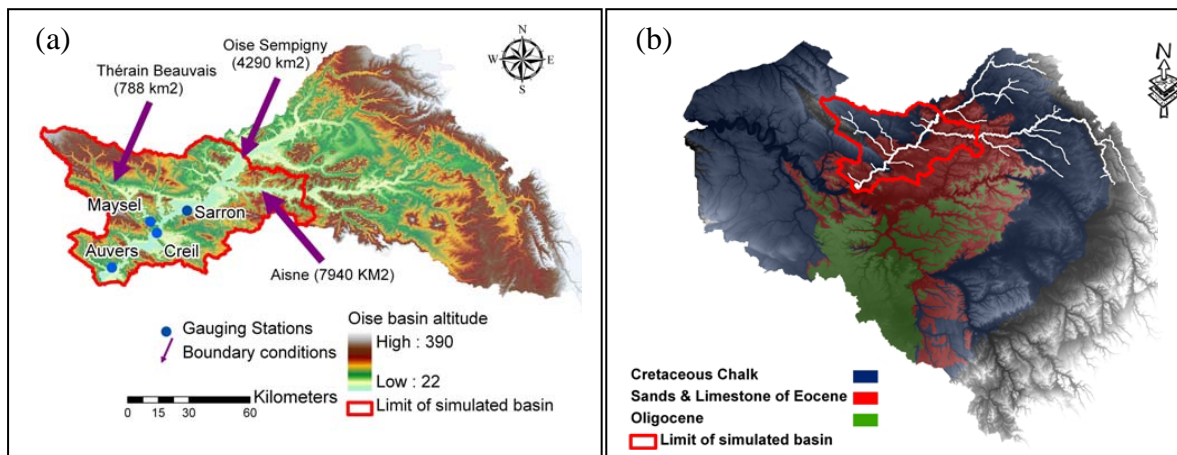 (a)
Oise Sempigny
(4290 km2)
Thérain Beauvais
(788 km2)
N
W
E
S
Maysel
Sarron
Auvers
Creil
Aisne (7940 KM2)
Gauging Stations
Boundary conditions
Kilometers
0 15 30 60
Oise basin altitude
High : 390
Low : 22
Limit of simulated basin
(b)
N
Cretaceous Chalk
Sands & Limestone of Eocene
Oligocene
Limit of simulated basin